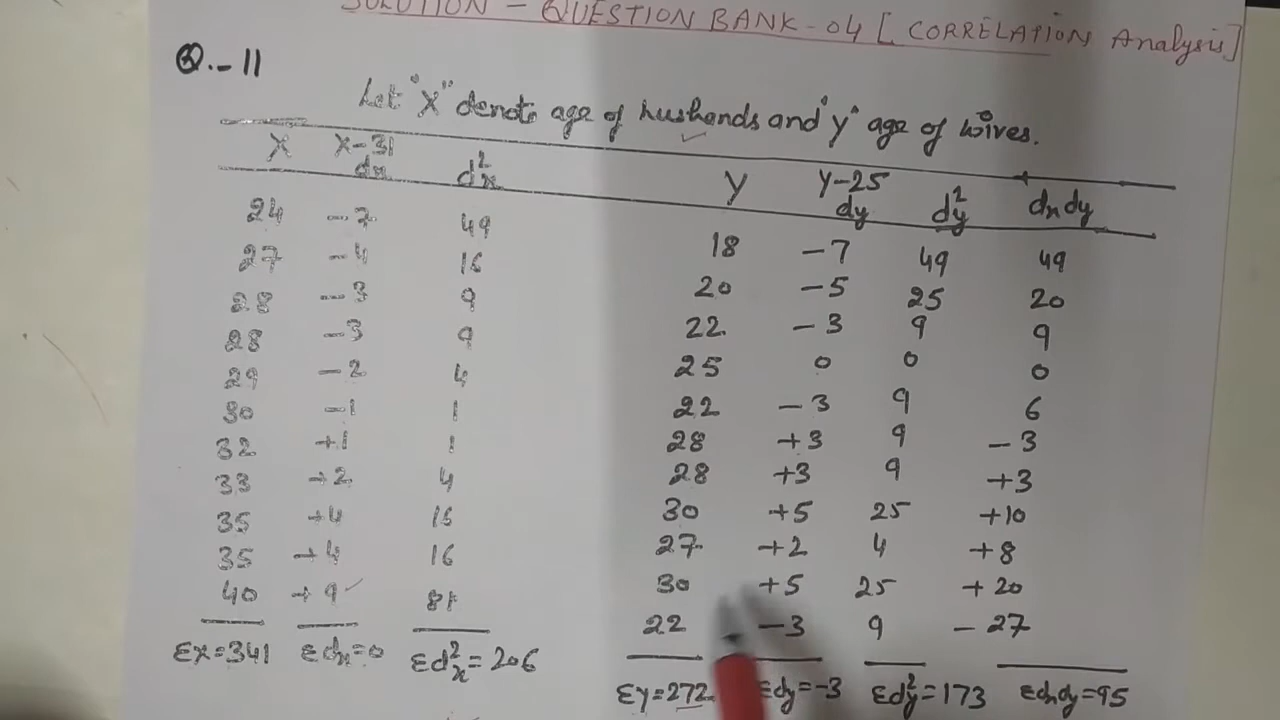 SOLUTION - QUESTION BANK-04 [ CORRELATION Analysis ]
Q.-11
Let "X" denote age of husbands and "Y" age of wives.
X X-31 dx d²x Y Y-25 dy d²y dxdy
24 -7 49 18 -7 49 49
27 -4 16 20 -5 25 20
28 -3 9 22 -3 9 9
28 -3 9 25 0 0 0
29 -2 4 22 -3 9 6
30 -1 1 28 +3 9 -3
32 +1 1 28 +3 9 +3
33 +2 4 30 +5 25 +10
35 +4 16 27 +2 4 +8
35 +4 16 30 +5 25 +20
40 +9 81 22 -3 9 -27
Σx=341 Σdx=0 Σd²x=206 Σy=272 Σdy=-3 Σd²y=173 Σdxdy=95